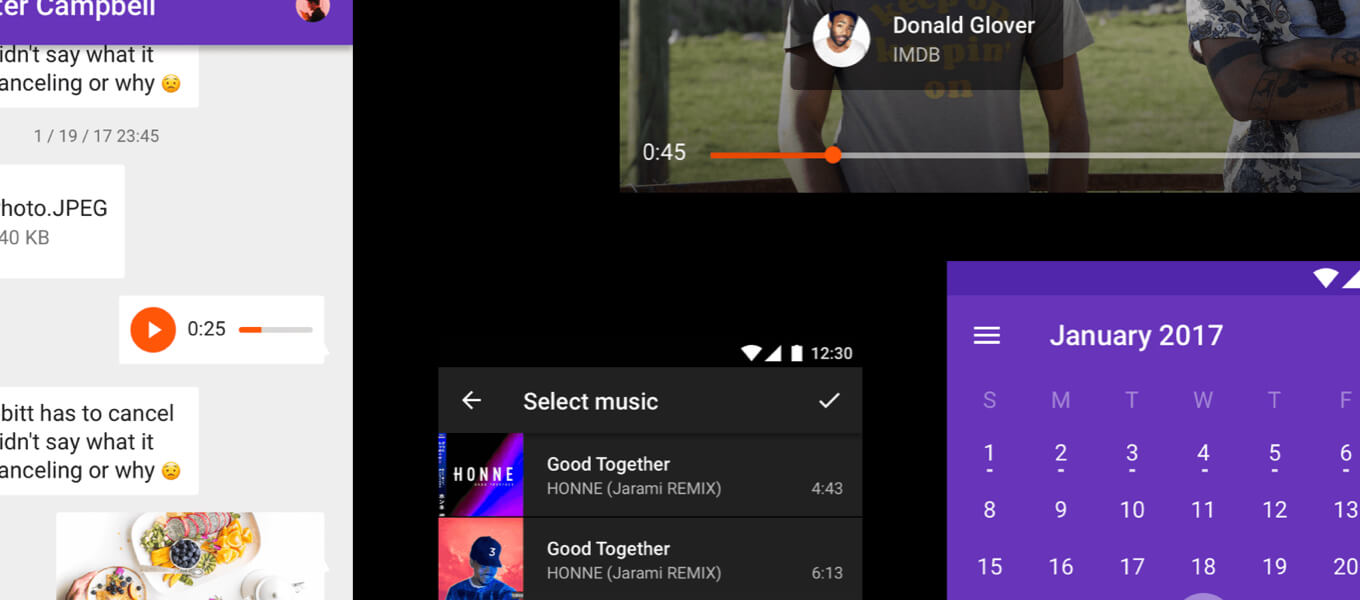 ter Campbell
idn't say what it
anceling or why 😟
1 / 19 / 17 23:45
hoto.JPEG
40 KB
0:25
bitt has to cancel
idn't say what it
anceling or why 😟
keep on
keepin'
on
Donald Glover
IMDB
0:45
12:30
Select music
HONNE
GOOD TOGETHER
Good Together
HONNE (Jarami REMIX)
4:43
3
Good Together
HONNE (Jarami REMIX)
6:13
January 2017
S M T W T F
1 2 3 4 5 6
8 9 10 11 12 13
15 16 17 18 19 20